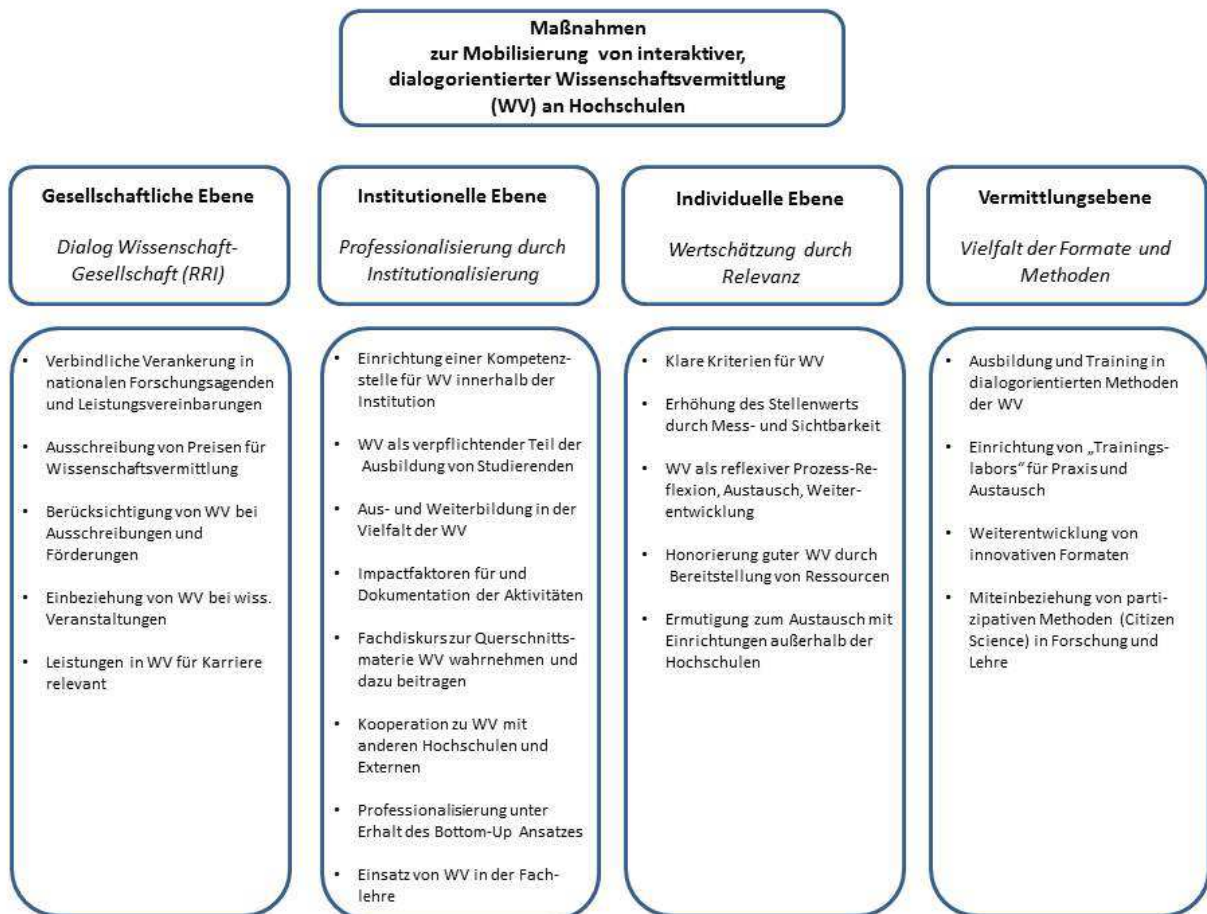 Maßnahmen
zur Mobilisierung von interaktiver,
dialogorientierter Wissenschaftsvermittlung
(WV) an Hochschulen
Gesellschaftliche Ebene
Dialog Wissenschaft-
Gesellschaft (RRI)
Institutionelle Ebene
Professionalisierung durch
Institutionalisierung
Individuelle Ebene
Wertschätzung durch
Relevanz
Vermittlungsebene
Vielfalt der Formate und
Methoden
• Verbindliche Verankerung in
nationalen Forschungsagenden
und Leistungsvereinbarungen
• Ausschreibung von Preisen für
Wissenschaftsvermittlung
• Berücksichtigung von WV bei
Ausschreibungen und
Förderungen
• Einbeziehung von WV bei wiss.
Veranstaltungen
• Leistungen in WV für Karriere
relevant
• Einrichtung einer Kompetenz-
stelle für WV innerhalb der
Institution
• WV als verpflichtender Teil der
Ausbildung von Studierenden
• Aus- und Weiterbildung in der
Vielfalt der WV
• Impactfaktoren für und
Dokumentation der Aktivitäten
• Fachdiskurs zur Querschnitts-
materie WV wahrnehmen und
dazu beitragen
• Kooperation zu WV mit
anderen Hochschulen und
Externen
• Professionalisierung unter
Erhalt des Bottom-Up Ansatzes
• Einsatz von WV in der Fach-
lehre
• Klare Kriterien für WV
• Erhöhung des Stellenwerts
durch Mess- und Sichtbarkeit
• WV als reflexiver Prozess-Re-
flexion, Austausch, Weiter-
entwicklung
• Honorierung guter WV durch
Bereitstellung von Ressourcen
• Ermutigung zum Austausch mit
Einrichtungen außerhalb der
Hochschulen
• Ausbildung und Training in
dialogorientierten Methoden
der WV
• Einrichtung von „Trainings-
labors“ für Praxis und
Austausch
• Weiterentwicklung von
innovativen Formaten
• Miteinbeziehung von parti-
zipativen Methoden (Citizen
Science) in Forschung und
Lehre